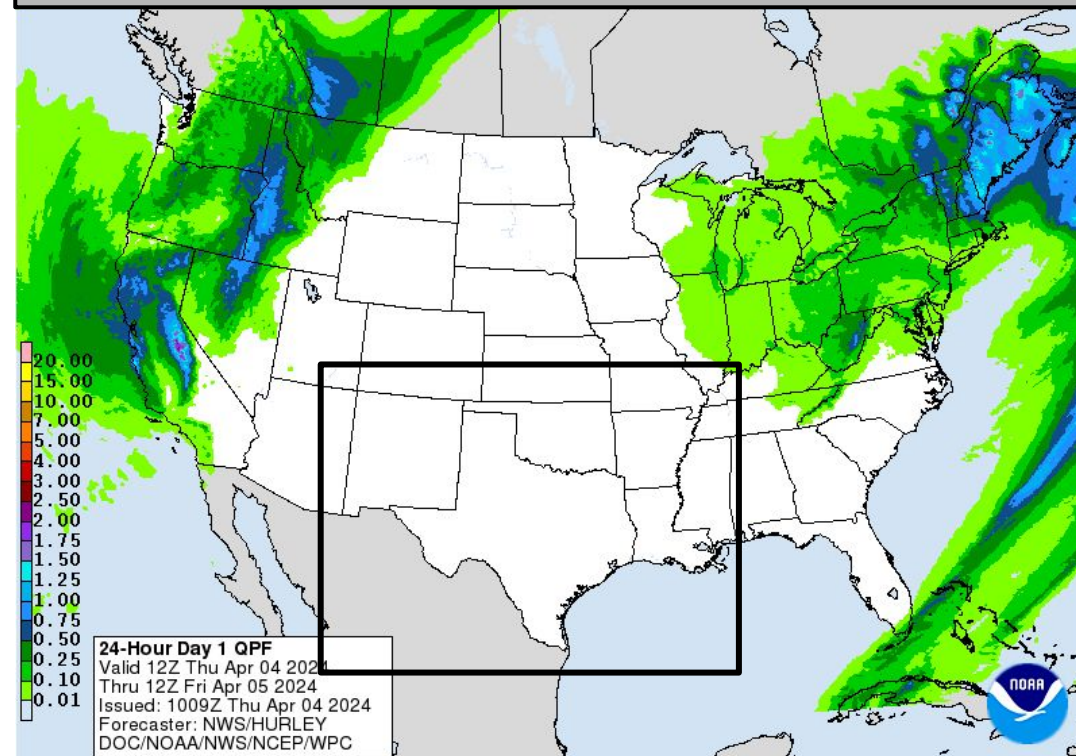 20.00
15.00
10.00
7.00
5.00
4.00
3.00
2.50
2.00
1.75
1.50
1.25
1.00
0.75
0.50
0.25
0.10
0.01
24-Hour Day 1 QPF
Valid 12Z Thu Apr 04 2024
Thru 12Z Fri Apr 05 2024
Issued: 1009Z Thu Apr 04 2024
Forecaster: NWS/HURLEY
DOC/NOAA/NWS/NCEP/WPC
NOAA